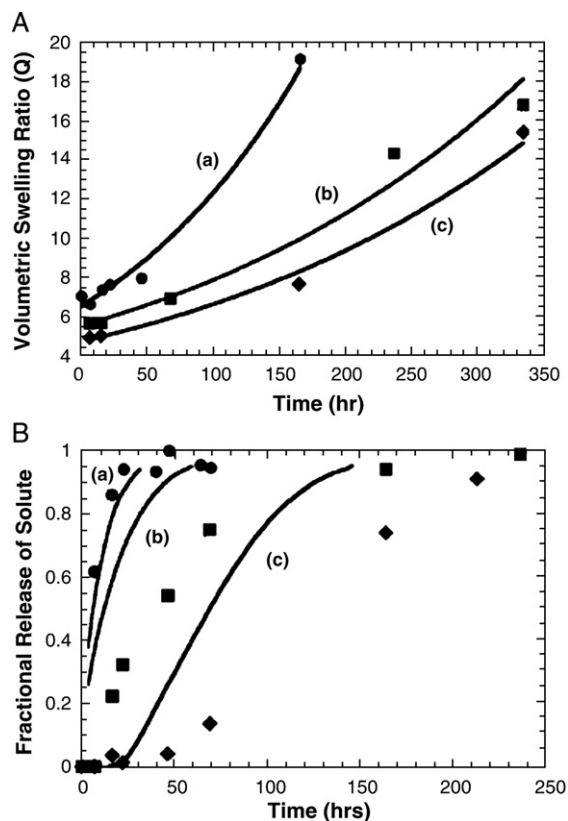 A
Volumetric Swelling Ratio (Q)
20
18
16
14
12
10
8
6
4
(a)
(b)
(c)
0 50 100 150 200 250 300 350
Time (hr)
B
Fractional Release of Solute
1
0.8
0.6
0.4
0.2
0
(a)
(b)
(c)
0 50 100 150 200 250
Time (hrs)